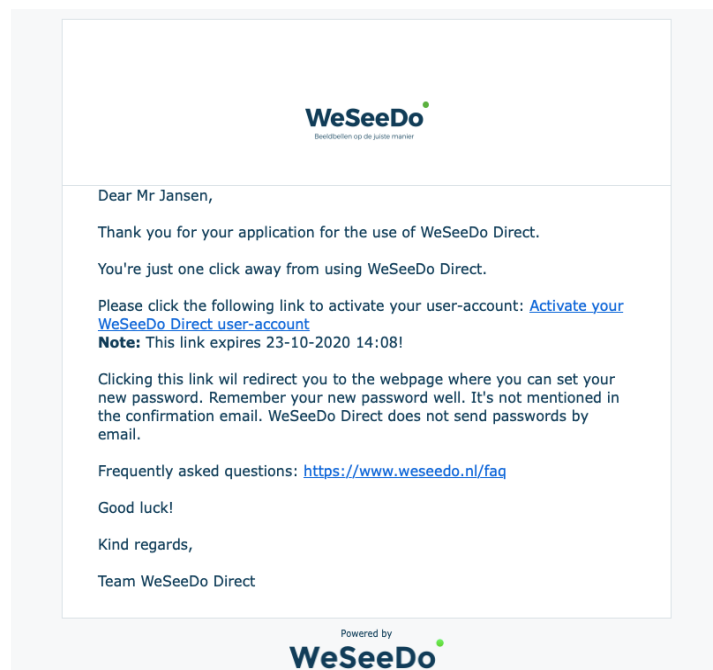 WeSeeDo
Beeldbellen op de juiste manier
Dear Mr Jansen,
Thank you for your application for the use of WeSeeDo Direct.
You're just one click away from using WeSeeDo Direct.
Please click the following link to activate your user-account: Activate your
WeSeeDo Direct user-account
Note: This link expires 23-10-2020 14:08!
Clicking this link wil redirect you to the webpage where you can set your
new password. Remember your new password well. It's not mentioned in
the confirmation email. WeSeeDo Direct does not send passwords by
email.
Frequently asked questions: https://www.weseedo.nl/faq
Good luck!
Kind regards,
Team WeSeeDo Direct
Powered by
WeSeeDo